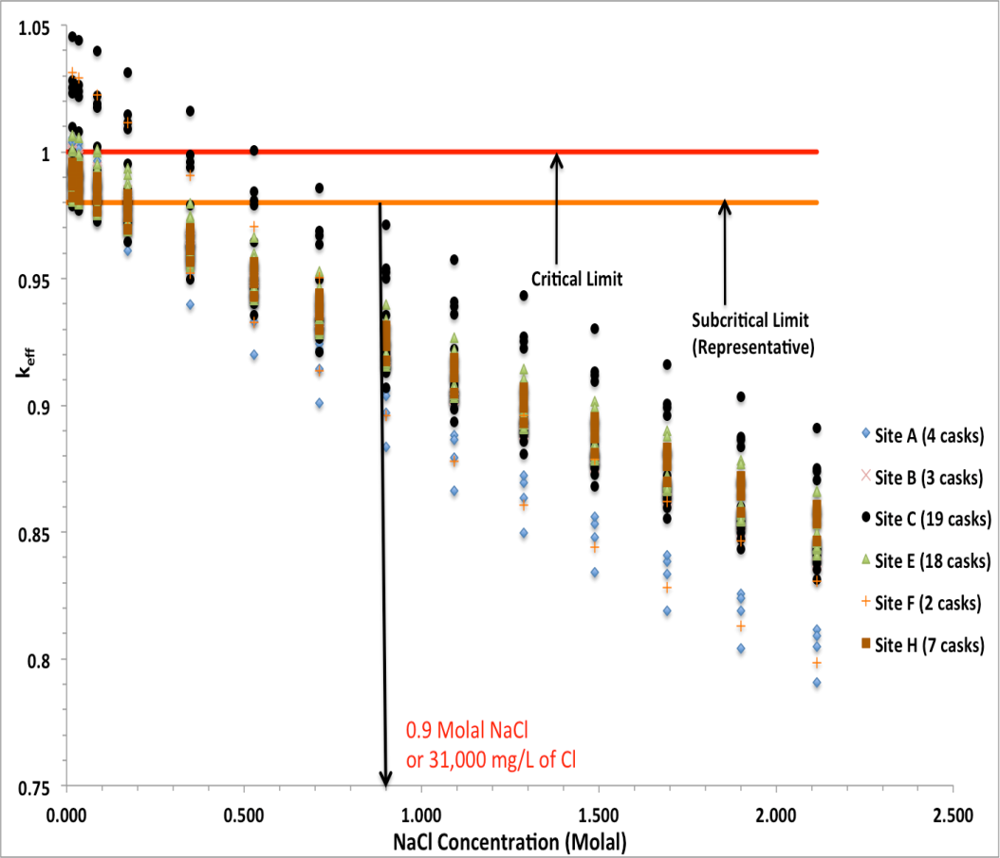 1.05
1
0.95
0.9
0.85
0.8
0.75
keff
0.000
0.500
1.000
1.500
2.000
2.500
NaCl Concentration (Molal)
Critical Limit
Subcritical Limit
(Representative)
0.9 Molal NaCl
or 31,000 mg/L of Cl
Site A (4 casks)
Site B (3 casks)
Site C (19 casks)
Site E (18 casks)
Site F (2 casks)
Site H (7 casks)